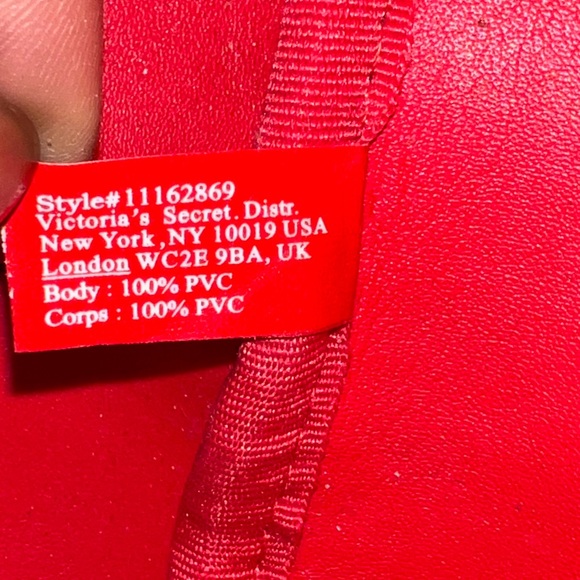 Style# 11162869
Victoria's Secret. Distr.
New York, NY 10019 USA
London WC2E 9BA, UK
Body : 100% PVC
Corps : 100% PVC